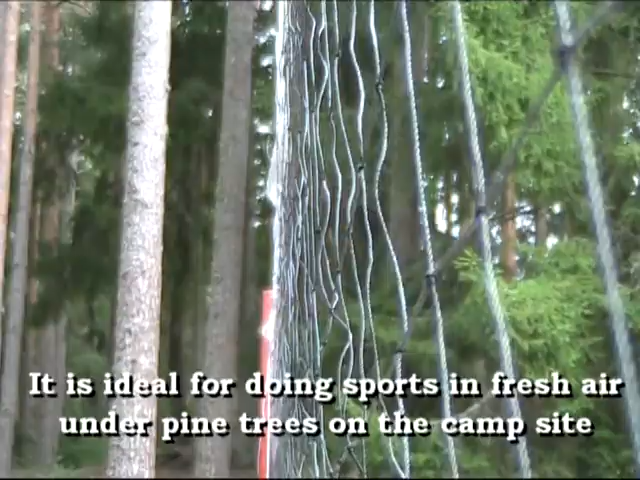 It is ideal for doing sports in fresh air
under pine trees on the camp site